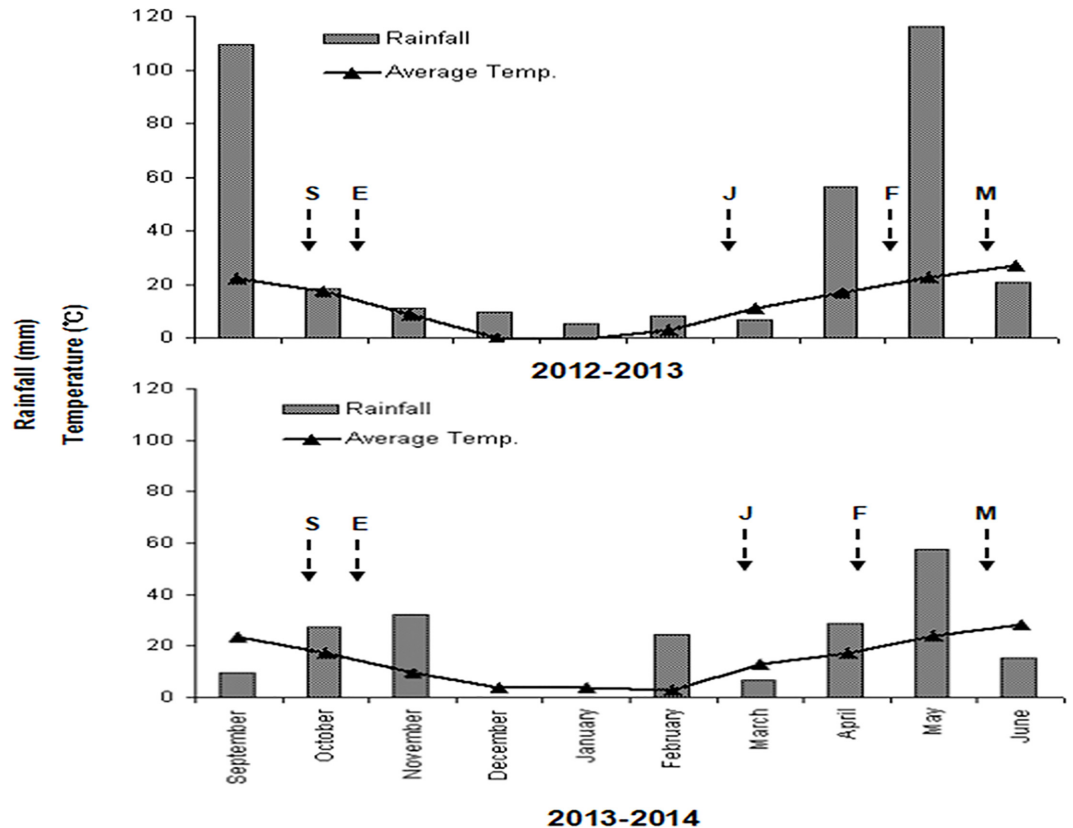 120
100
80
60
40
20
0
Rainfall
Average Temp.
S E J F M
2012-2013
Rainfall (mm)
Temperature (˚C)
120
100
80
60
40
20
0
Rainfall
Average Temp.
S E J F M
September October November December January February March April May June
2013-2014